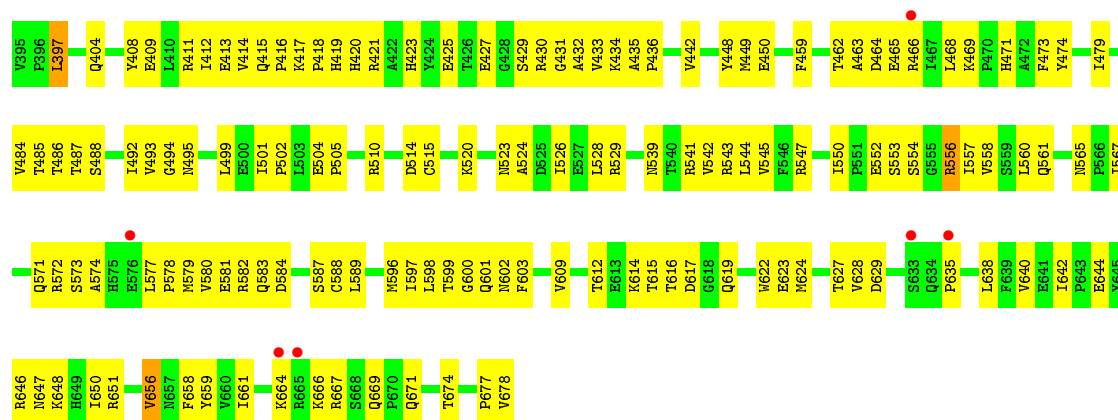 V395 P396 L397 Q404 Y408 E409 L410 R411 I412 E413 V414 Q415 P416 K417 P418 H419 H420 R421 A422 H423 Y424 E425 T426 E427 G428 S429 R430 G431 A432 V433 K434 A435 P436 V442 Y448 M449 E450 F459 T462 A463 D464 E465 R466 I467 L468 K469 P470 H471 A472 F473 Y474 I479
V484 T485 T486 T487 S488 I492 V493 G494 N495 L499 E500 I501 P502 L503 E504 P505 R510 D514 C515 K520 N523 A524 D525 I526 E527 L528 R529 N539 T540 R541 V542 R543 L544 V545 F546 R547 I550 P551 E552 S553 S554 G555 R556 I557 V558 S559 L560 Q561 N565 P566 I567
Q571 R572 S573 A574 H575 E576 L577 P578 M579 V580 E581 R582 Q583 D584 S587 C588 L589 M596 I597 L598 T599 G600 Q601 N602 F603 V609 T612 E613 K614 T615 T616 D617 G618 Q619 W622 E623 M624 T627 V628 D629 S633 Q634 P635 L638 F639 V640 E641 I642 P643 E644 Y645
R646 N647 K648 H649 I650 R651 V656 N657 F658 Y659 V660 I661 K664 R665 K666 R667 S668 Q669 P670 Q671 T674 P677 V678